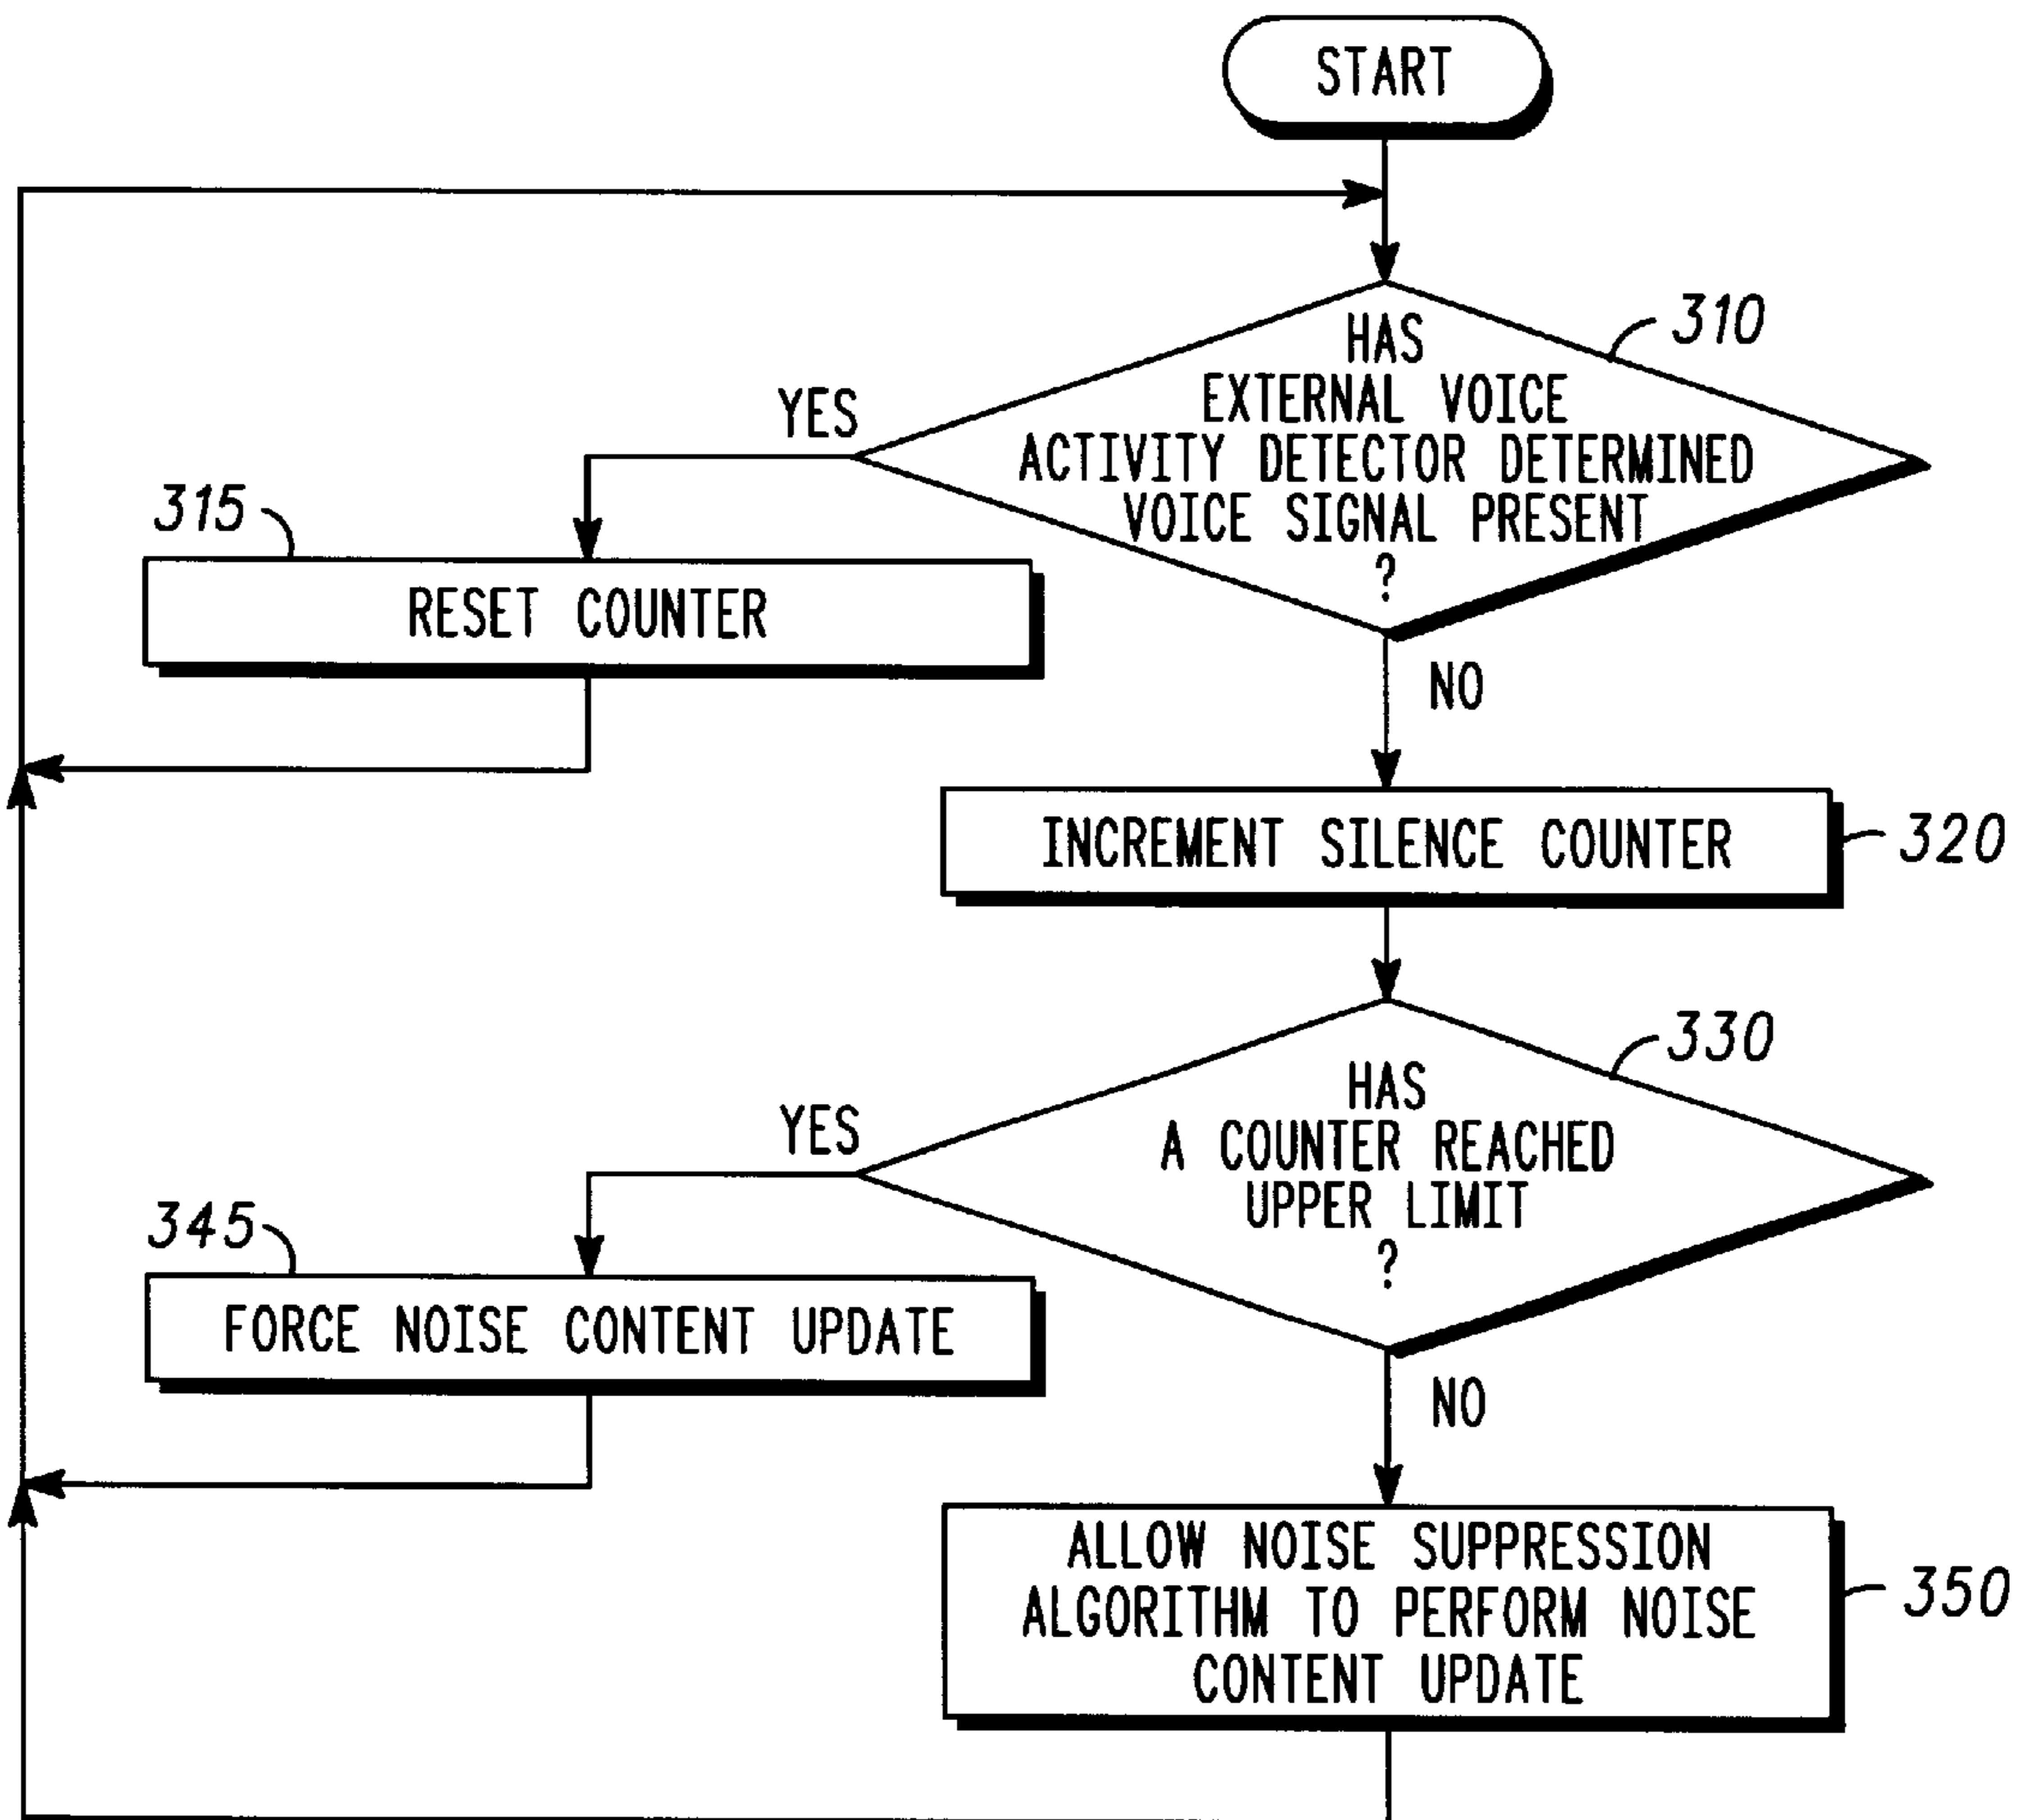 START
310
HAS
EXTERNAL VOICE
ACTIVITY DETECTOR DETERMINED
VOICE SIGNAL PRESENT
?
YES
315
RESET COUNTER
NO
INCREMENT SILENCE COUNTER
320
330
HAS
A COUNTER REACHED
UPPER LIMIT
?
YES
345
FORCE NOISE CONTENT UPDATE
NO
ALLOW NOISE SUPPRESSION
ALGORITHM TO PERFORM NOISE
CONTENT UPDATE
350